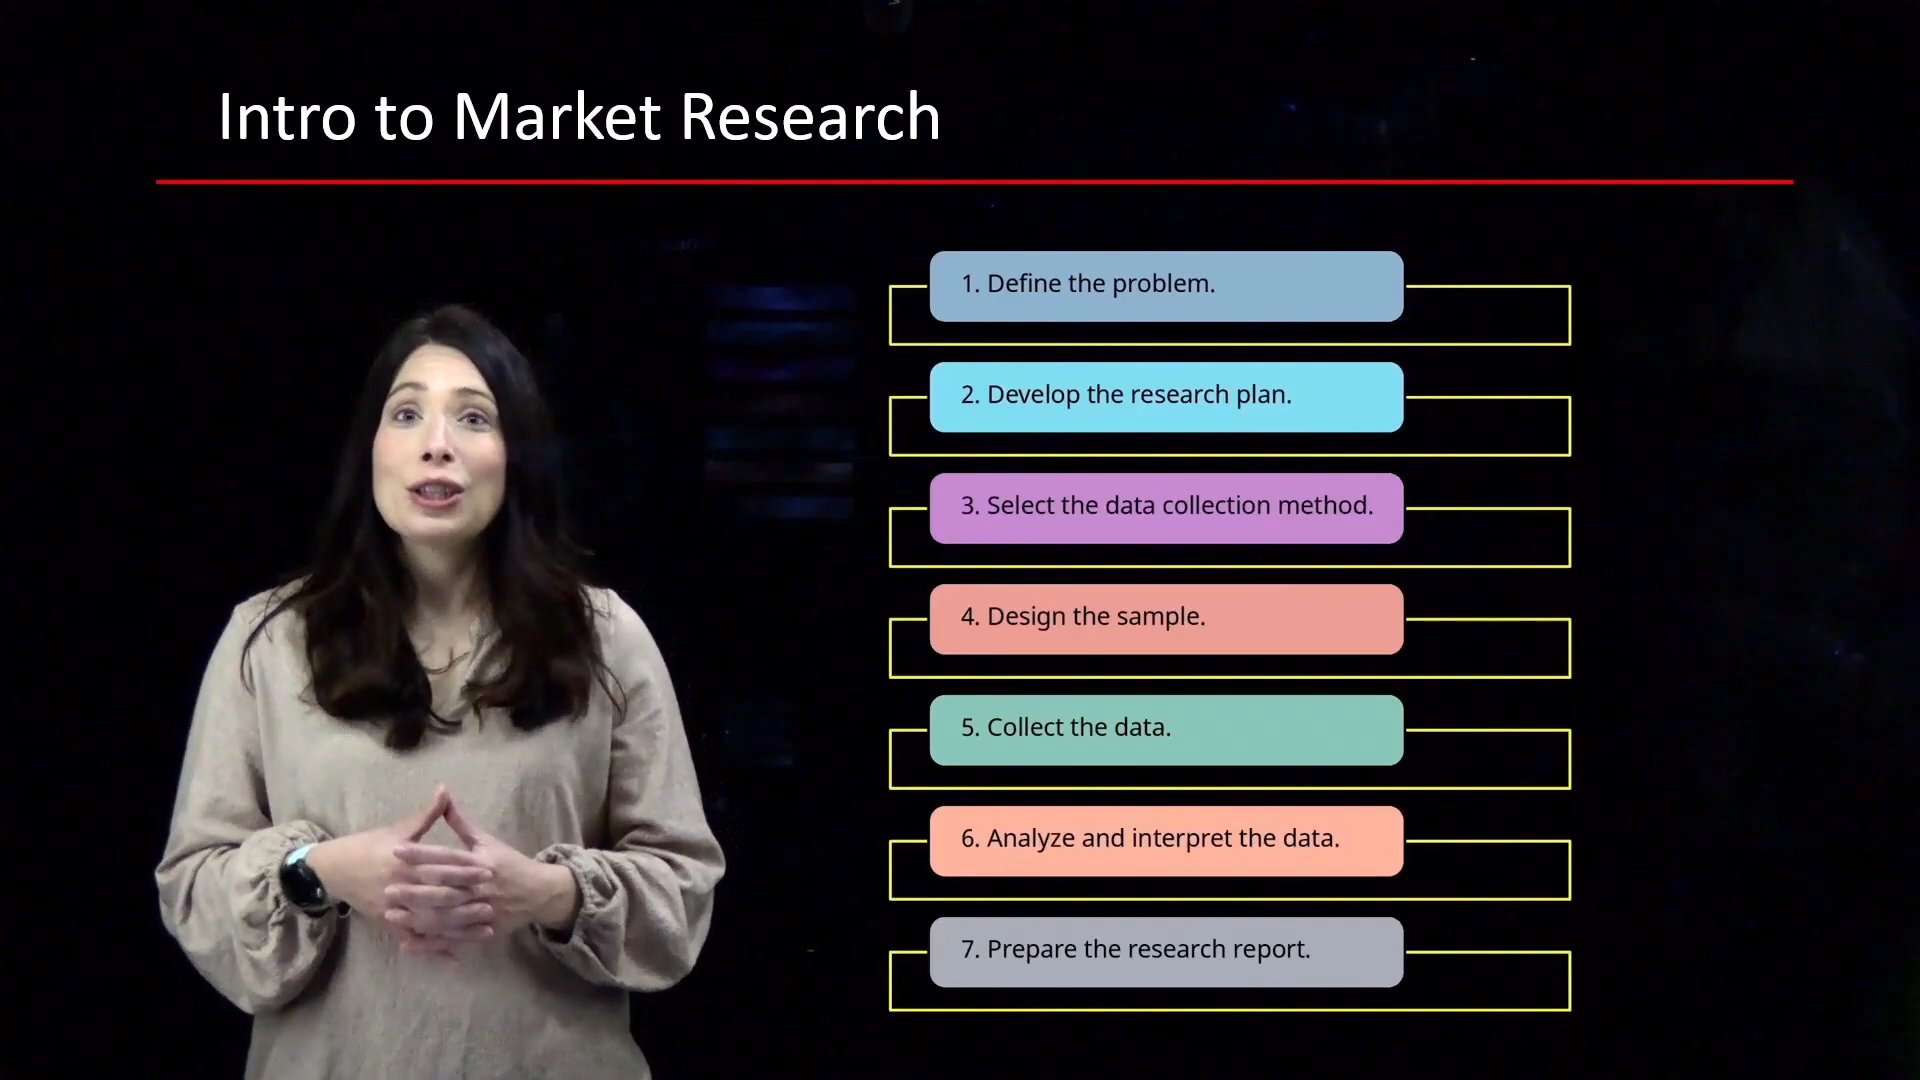 Intro to Market Research
1. Define the problem.
2. Develop the research plan.
3. Select the data collection method.
4. Design the sample.
5. Collect the data.
6. Analyze and interpret the data.
7. Prepare the research report.